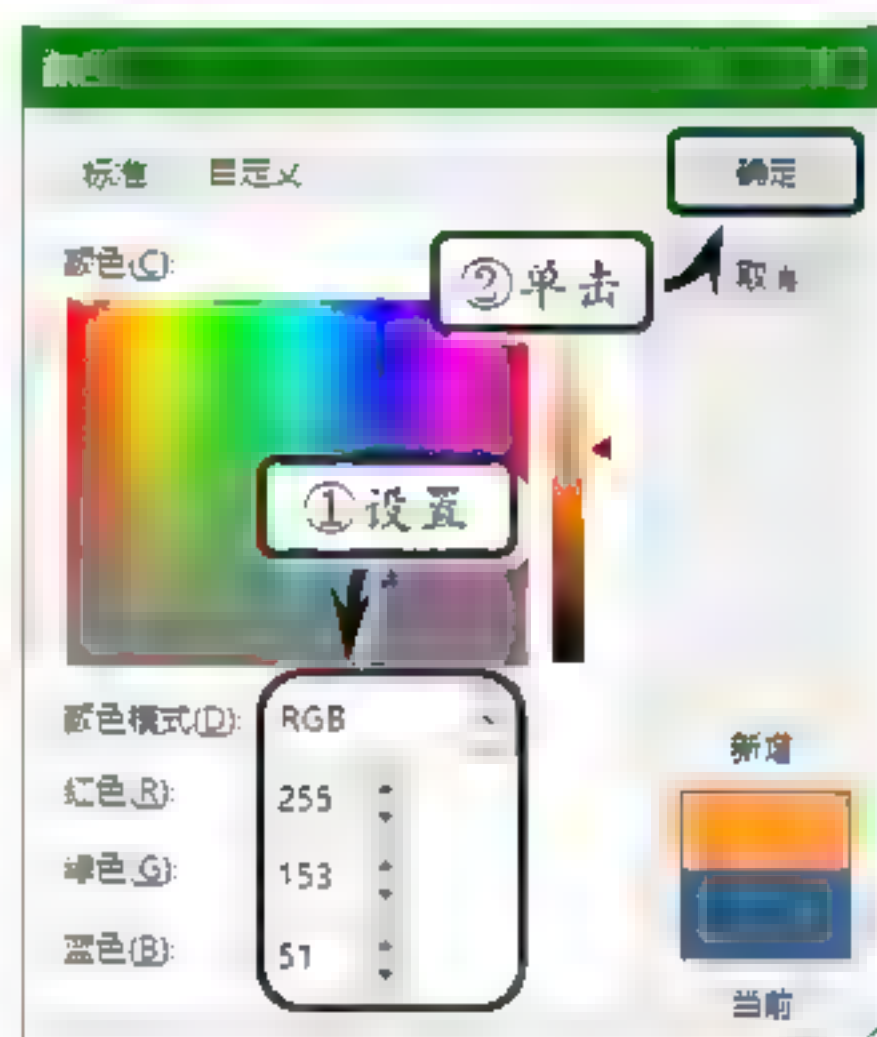 标准 自定义
确定
颜色(C):
②单击
取消
①设置
颜色模式(D): RGB
红色(R): 255
绿色(G): 153
蓝色(B): 51
新增
当前